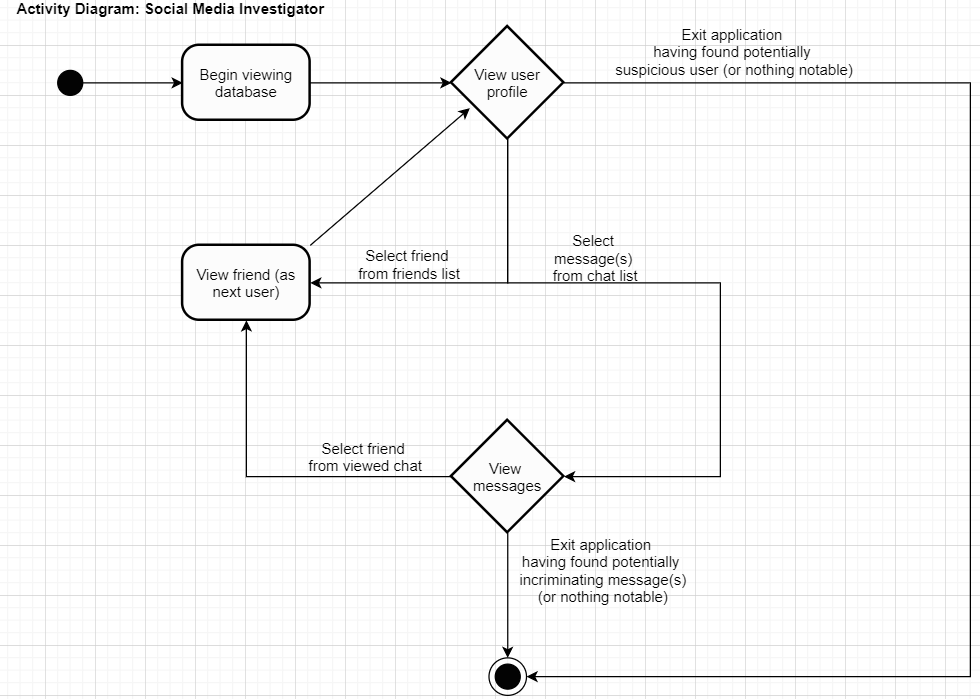 Activity Diagram: Social Media Investigator
Begin viewing
database
View user
profile
Exit application
having found potentially
suspicious user (or nothing notable)
View friend (as
next user)
Select friend
from friends list
Select
message(s)
from chat list
Select friend
from viewed chat
View
messages
Exit application
having found potentially
incriminating message(s)
(or nothing notable)